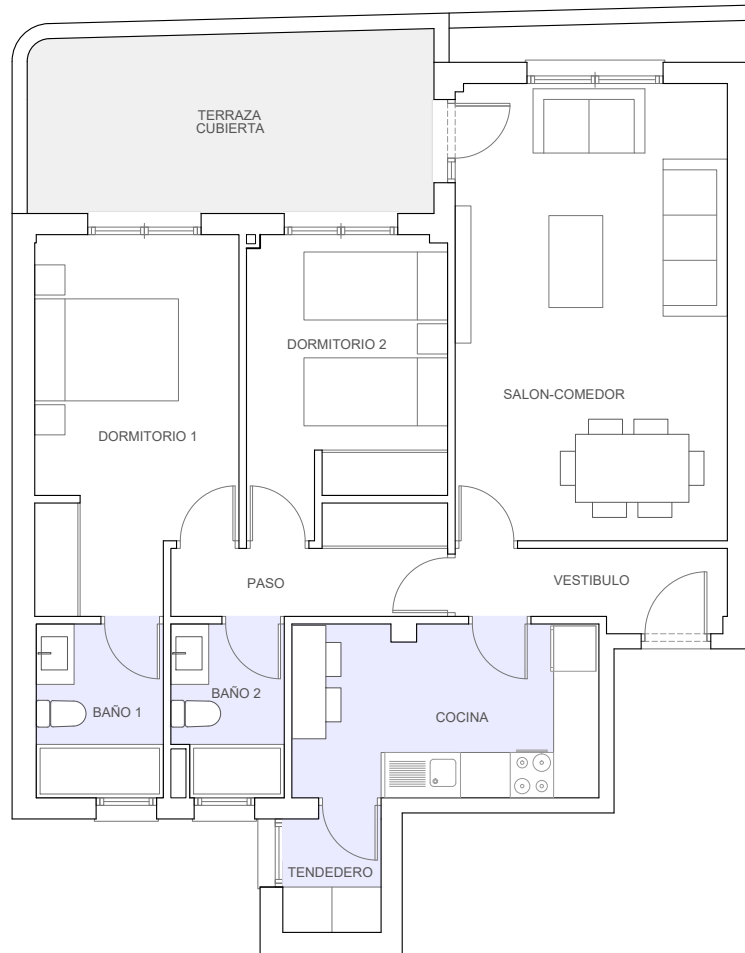 TERRAZA
CUBIERTA
DORMITORIO 2
SALON-COMEDOR
DORMITORIO 1
PASO
VESTIBULO
BAÑO 2
BAÑO 1
COCINA
TENDEDERO